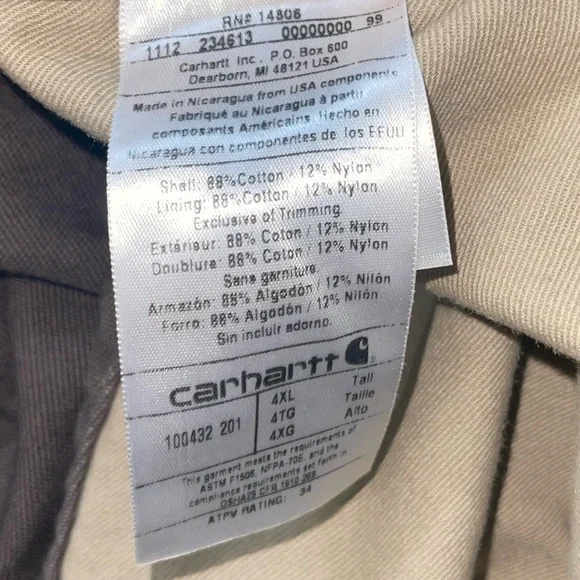 RN# 14806
1112 234613 00000000 99
Carhartt Inc. P.O. Box 600
Dearborn, MI 48121 USA
Made in Nicaragua from USA components
Fabriqué au Nicaragua à partir
composants Américains. Hecho en
Nicaragua con componentes de los EEUU
Shell: 88%Cotton / 12% Nylon
Lining: 88%Cotton / 12% Nylon
Exclusive of Trimming
Extérieur: 88% Coton / 12% Nylon
Doublure: 88% Coton / 12% Nylon
Sans garniture.
Armazón: 88% Algodón / 12% Nilón
Forro: 88% Algodón / 12% Nilón
Sin incluir adorno.
carhartt
100432 201
4XL Tall
4TG Taille
4XG Alto
This garment meets the requirements of
ASTM F1506, NFPA-70E, and the
compliance requirements set forth in
OSHA29 CFR 1910.269
ATPV RATING: 34